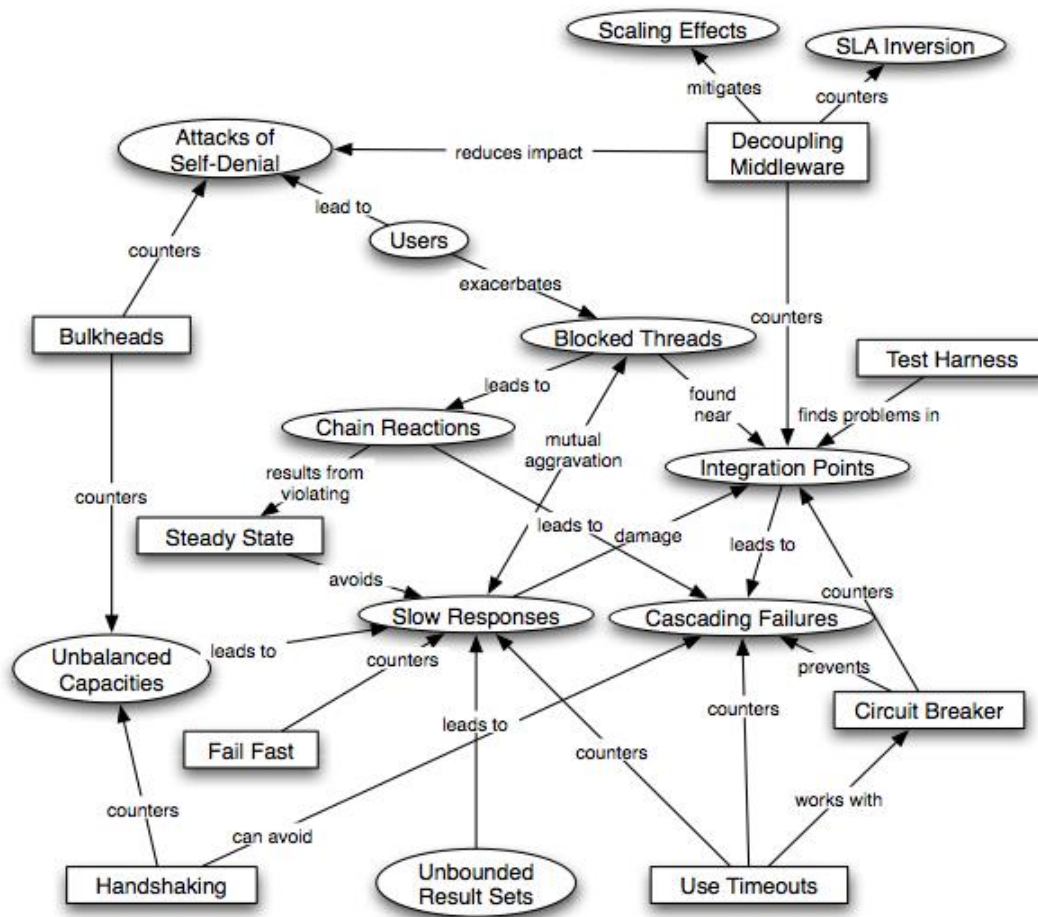 Scaling Effects
SLA Inversion
mitigates
counters
Attacks of
Self-Denial
reduces impact
Decoupling
Middleware
lead to
Users
counters
exacerbates
Bulkheads
counters
Blocked Threads
Test Harness
leads to
found
near
finds problems in
Chain Reactions
mutual
aggravation
Integration Points
results from
violating
counters
leads to
damage
Steady State
leads to
avoids
counters
Slow Responses
Cascading Failures
leads to
Unbalanced
Capacities
counters
prevents
leads to
counters
Circuit Breaker
Fail Fast
counters
counters
works with
can avoid
Handshaking
Unbounded
Result Sets
Use Timeouts